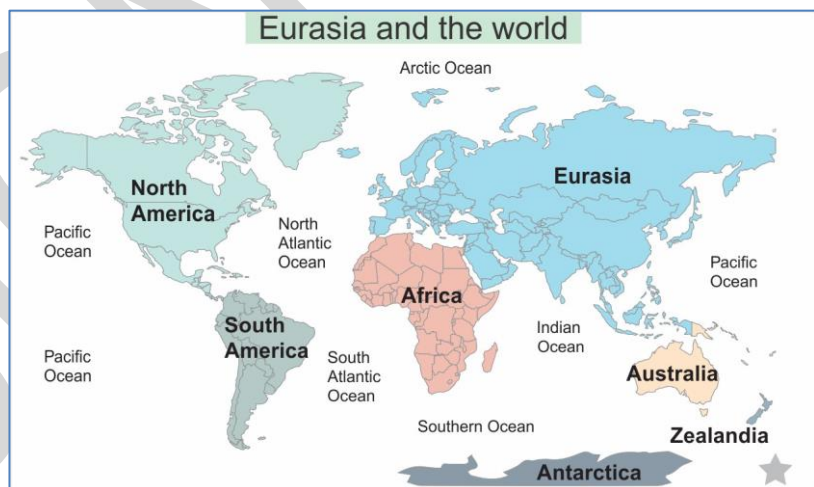 Eurasia and the world
Arctic Ocean
North
America
Eurasia
Pacific
Ocean
North
Atlantic
Ocean
Pacific
Ocean
Africa
South
America
Indian
Ocean
Pacific
Ocean
South
Atlantic
Ocean
Australia
Southern Ocean
Zealandia
Antarctica